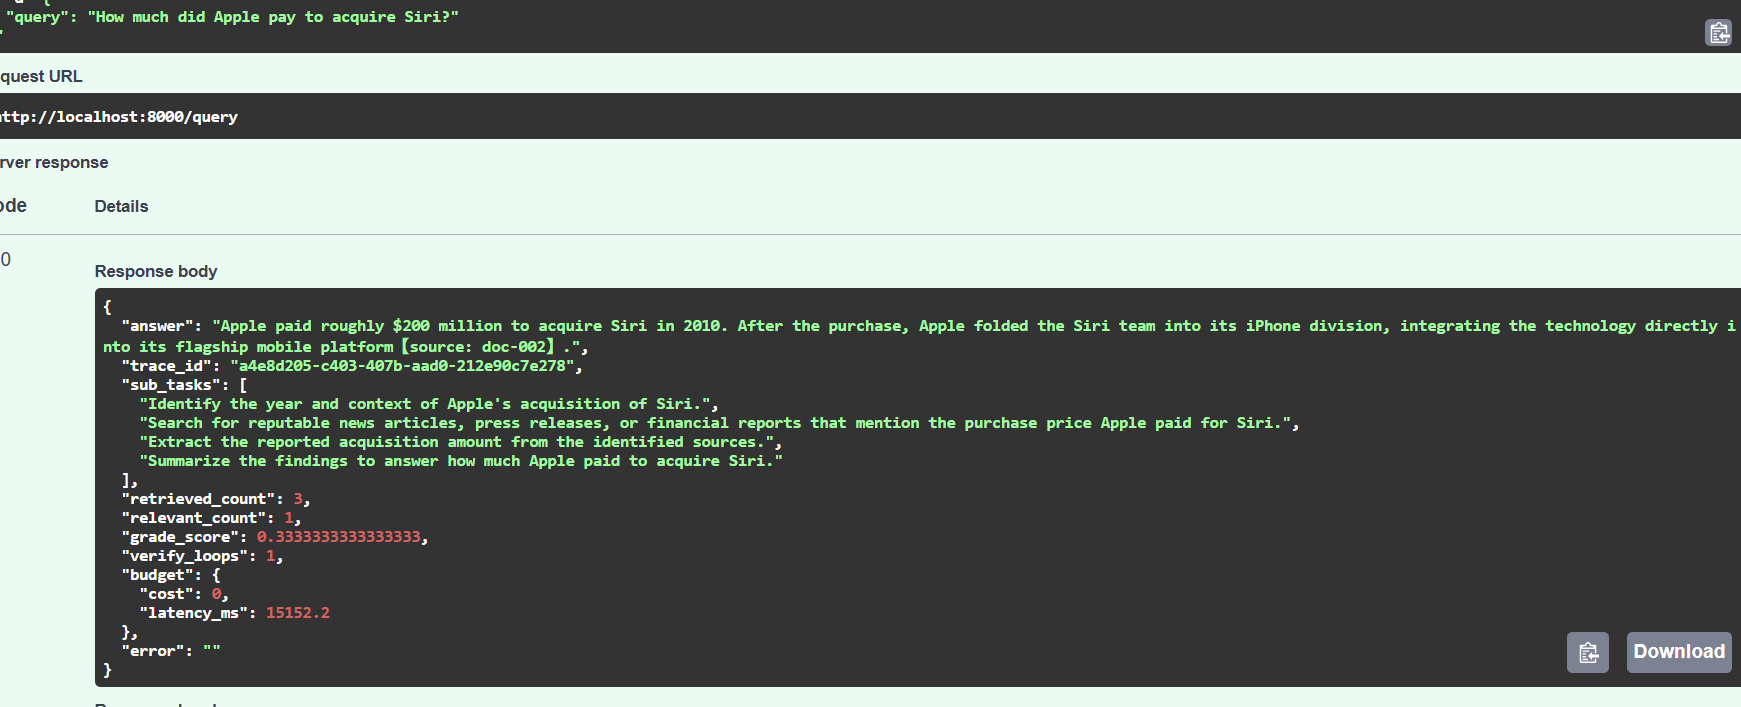 "query": "How much did Apple pay to acquire Siri?"
quest URL
ttp://localhost:8000/query
rver response
ode
Details
0
Response body
{
"answer": "Apple paid roughly $200 million to acquire Siri in 2010. After the purchase, Apple folded the Siri team into its iPhone division, integrating the technology directly i
nto its flagship mobile platform【source: doc-002】.",
"trace_id": "a4e8d205-c403-407b-aad0-212e90c7e278",
"sub_tasks": [
"Identify the year and context of Apple's acquisition of Siri.",
"Search for reputable news articles, press releases, or financial reports that mention the purchase price Apple paid for Siri.",
"Extract the reported acquisition amount from the identified sources.",
"Summarize the findings to answer how much Apple paid to acquire Siri."
],
"retrieved_count": 3,
"relevant_count": 1,
"grade_score": 0.3333333333333333,
"verify_loops": 1,
"budget": {
"cost": 0,
"latency_ms": 15152.2
},
"error": ""
}
Download